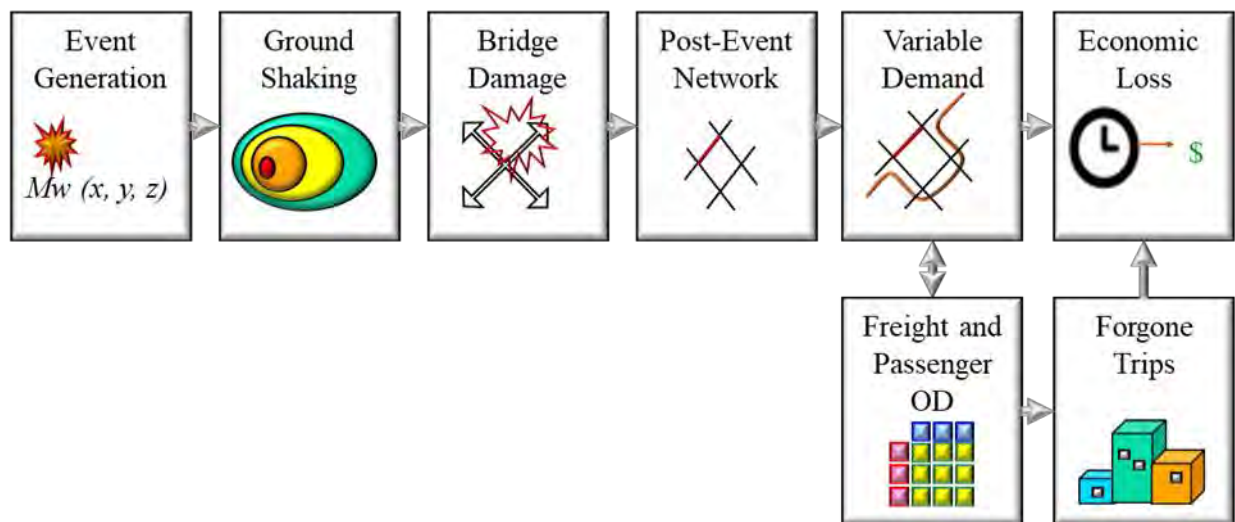 Event
Generation
Mw (x, y, z)
Ground
Shaking
Bridge
Damage
Post-Event
Network
Variable
Demand
Economic
Loss
$
Freight and
Passenger
OD
Forgone
Trips